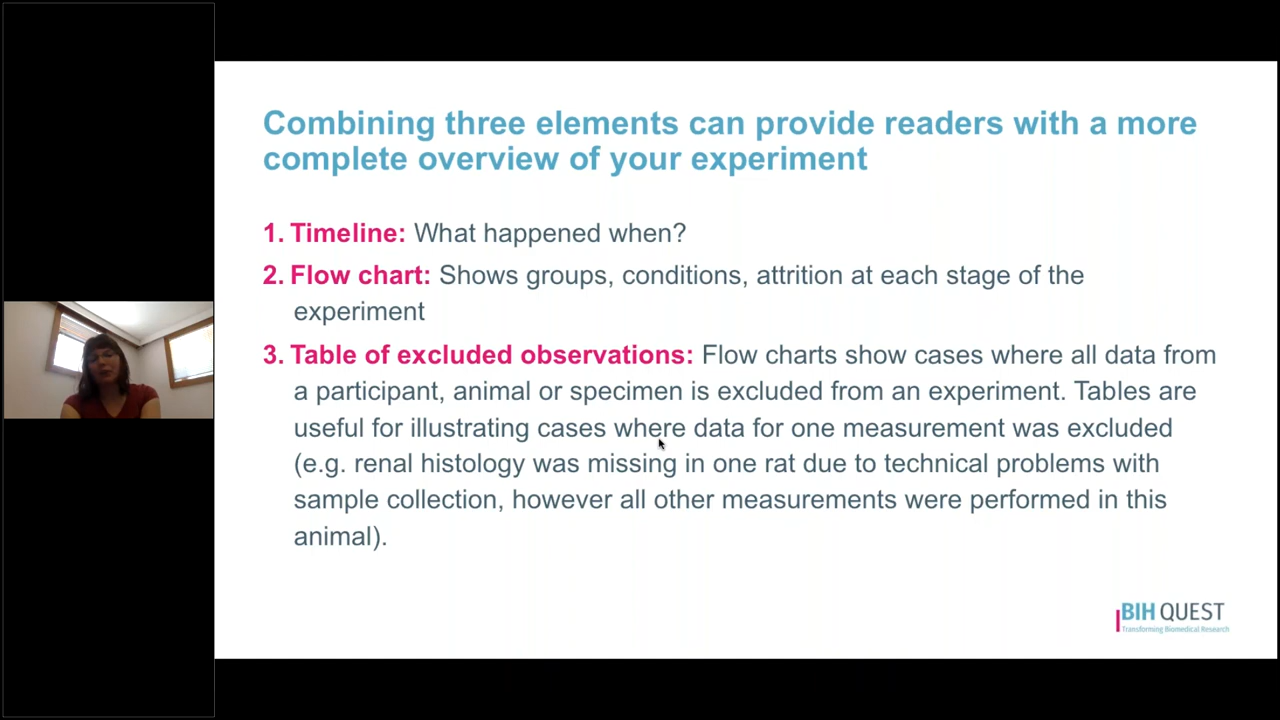 Combining three elements can provide readers with a more
complete overview of your experiment
1. Timeline: What happened when?
2. Flow chart: Shows groups, conditions, attrition at each stage of the
experiment
3. Table of excluded observations: Flow charts show cases where all data from
a participant, animal or specimen is excluded from an experiment. Tables are
useful for illustrating cases where data for one measurement was excluded
(e.g. renal histology was missing in one rat due to technical problems with
sample collection, however all other measurements were performed in this
animal).
BIH QUEST
Transforming Biomedical Research